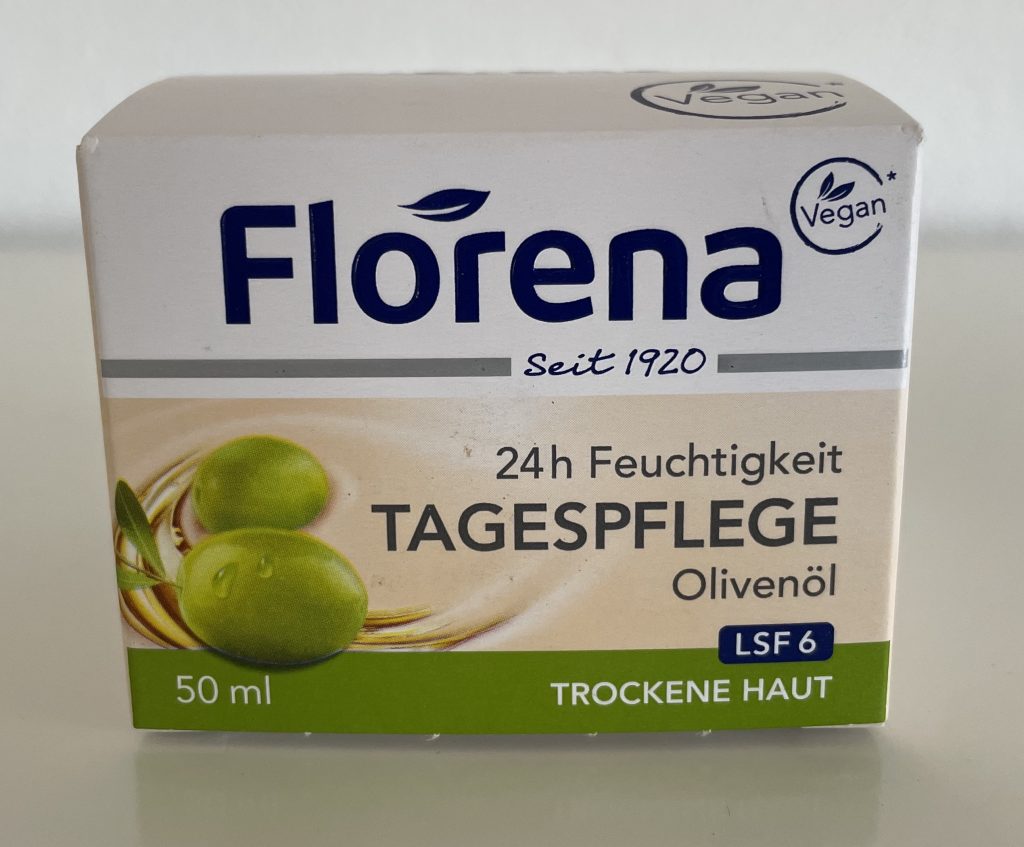 Vegan*
Florena
Vegan*
Seit 1920
24h Feuchtigkeit
TAGESPFLEGE
Olivenöl
LSF 6
50 ml
TROCKENE HAUT